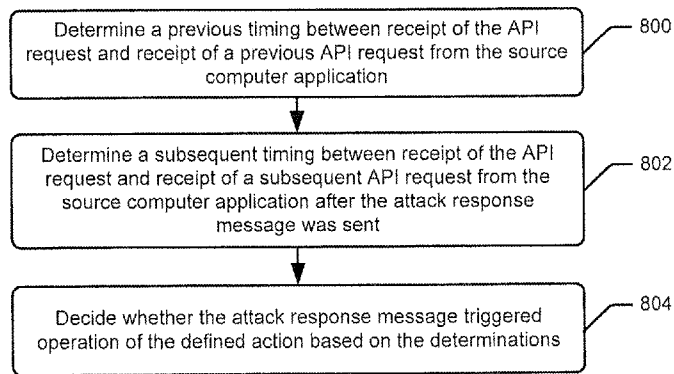 Determine a previous timing between receipt of the API
request and receipt of a previous API request from the source
computer application
800
Determine a subsequent timing between receipt of the API
request and receipt of a subsequent API request from the
source computer application after the attack response
message was sent
802
Decide whether the attack response message triggered
operation of the defined action based on the determinations
804